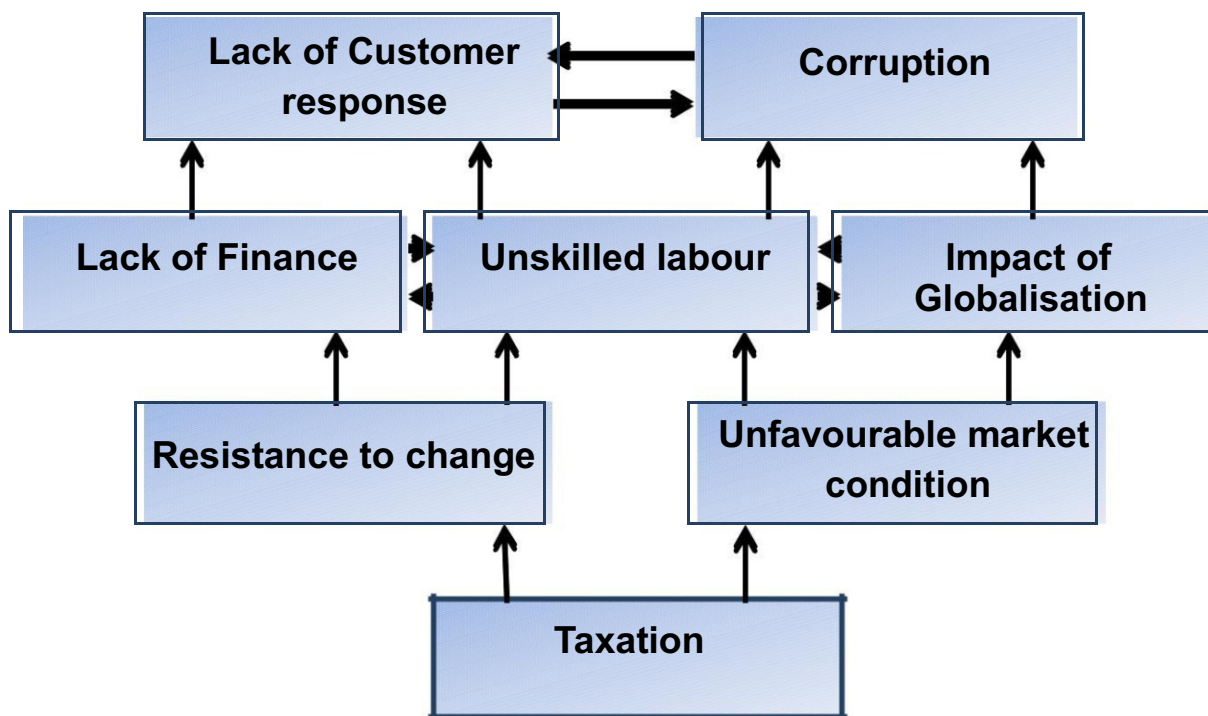 Lack of Customer
response
Corruption
Lack of Finance
Unskilled labour
Impact of
Globalisation
Resistance to change
Unfavourable market
condition
Taxation